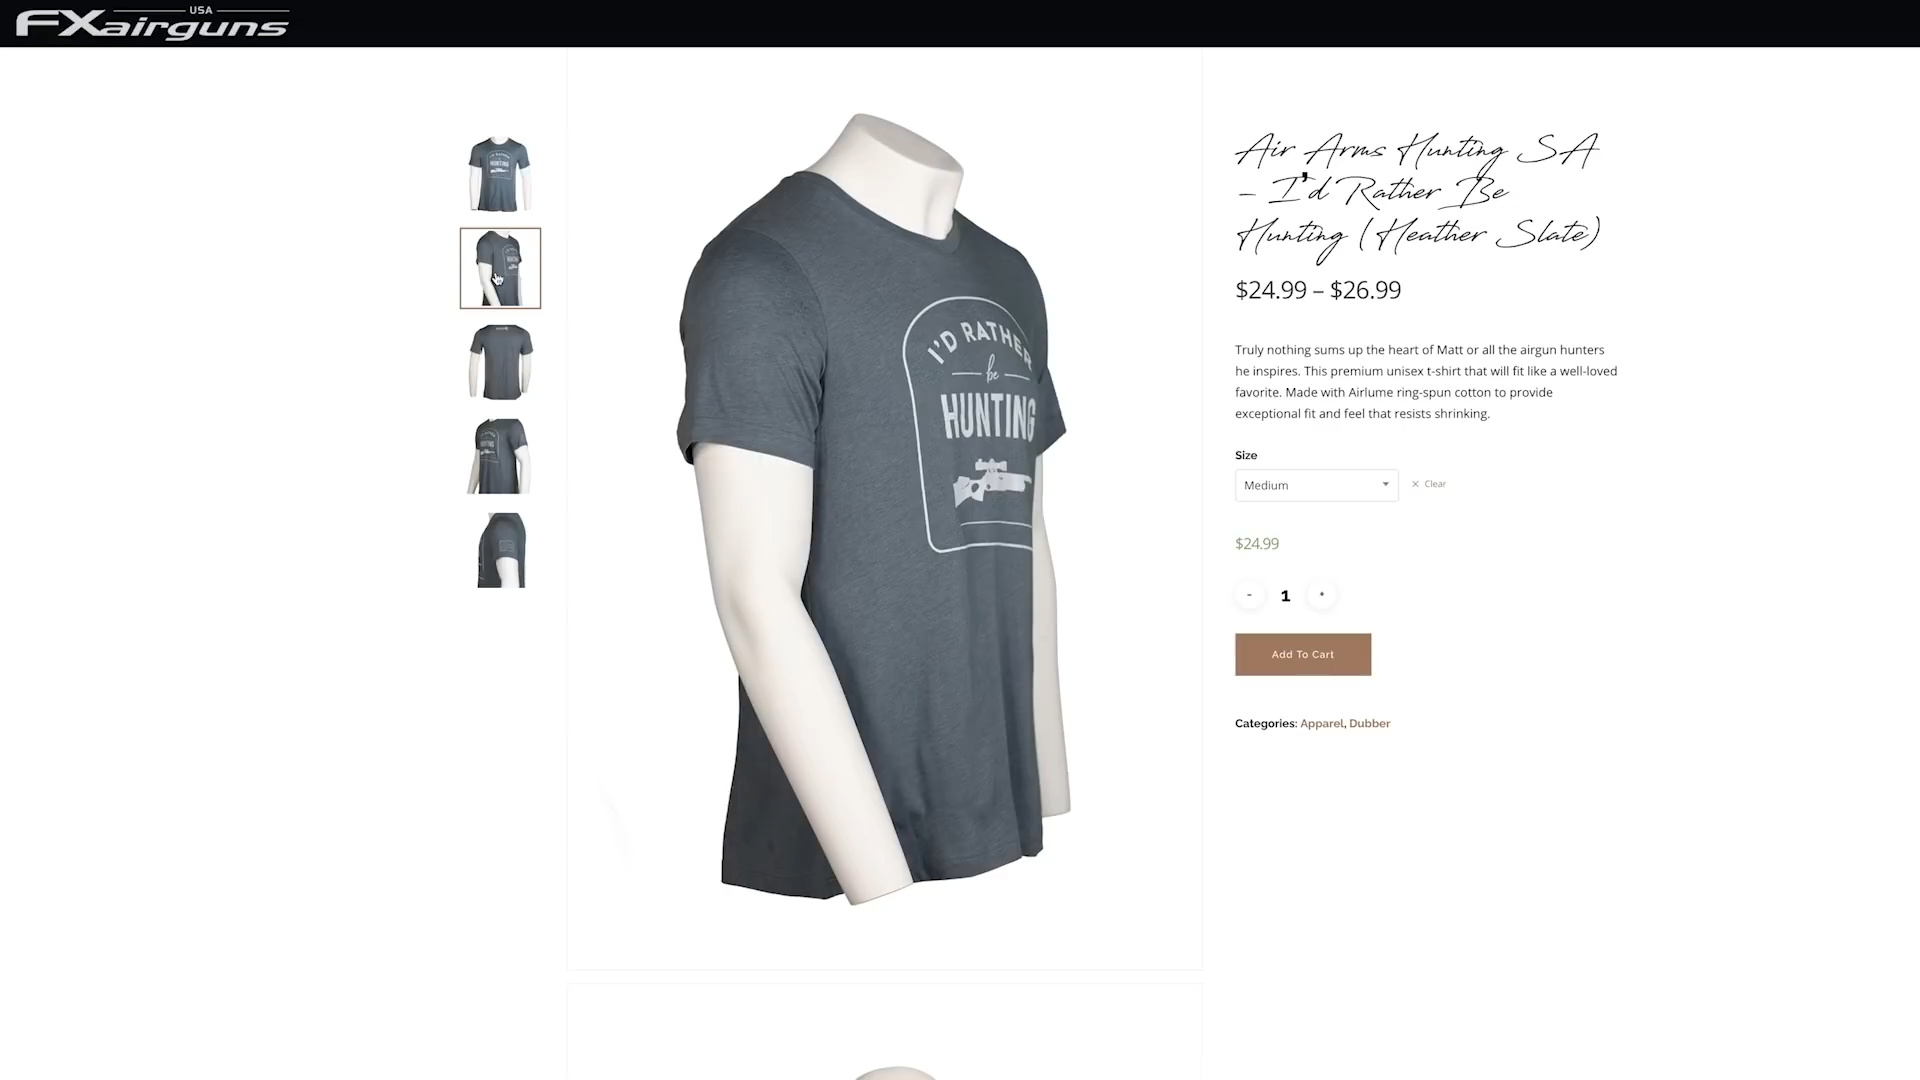 USA
FXairguns
I'D RATHER
be
HUNTING
Air Arms Hunting SA
– I'd Rather Be
Hunting (Heather Slate)
$24.99 – $26.99
Truly nothing sums up the heart of Matt or all the airgun hunters
he inspires. This premium unisex t-shirt that will fit like a well-loved
favorite. Made with Airlume ring-spun cotton to provide
exceptional fit and feel that resists shrinking.
Size
Medium
× Clear
$24.99
- 1 +
Add To Cart
Categories: Apparel, Dubber